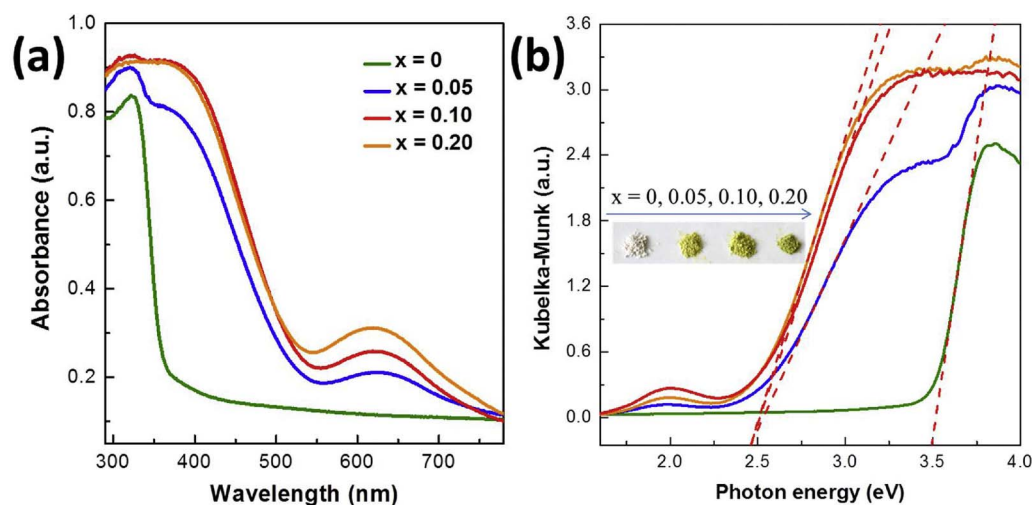 (a)
1.0
0.8
0.6
0.4
0.2
Absorbance (a.u.)
x = 0
x = 0.05
x = 0.10
x = 0.20
300 400 500 600 700
Wavelength (nm)
(b)
3.6
3.0
2.4
1.8
1.2
0.6
0.0
Kubelka-Munk (a.u.)
x = 0, 0.05, 0.10, 0.20
2.0 2.5 3.0 3.5 4.0
Photon energy (eV)